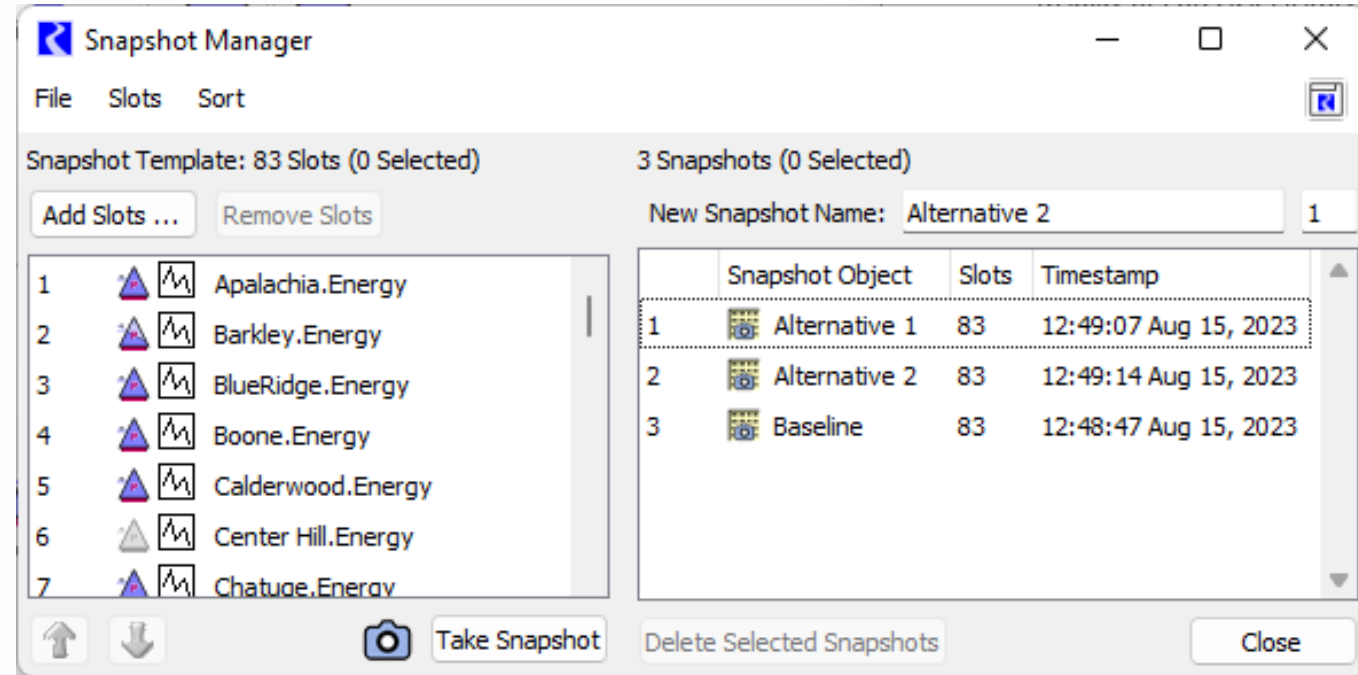 Snapshot Manager
File Slots Sort
Snapshot Template: 83 Slots (0 Selected)
Add Slots ... Remove Slots
1 Apalachia.Energy
2 Barkley.Energy
3 BlueRidge.Energy
4 Boone.Energy
5 Calderwood.Energy
6 Center Hill.Energy
7 Chatuge.Energy
Take Snapshot
3 Snapshots (0 Selected)
New Snapshot Name: Alternative 2 1
Snapshot Object Slots Timestamp
1 Alternative 1 83 12:49:07 Aug 15, 2023
2 Alternative 2 83 12:49:14 Aug 15, 2023
3 Baseline 83 12:48:47 Aug 15, 2023
Delete Selected Snapshots Close